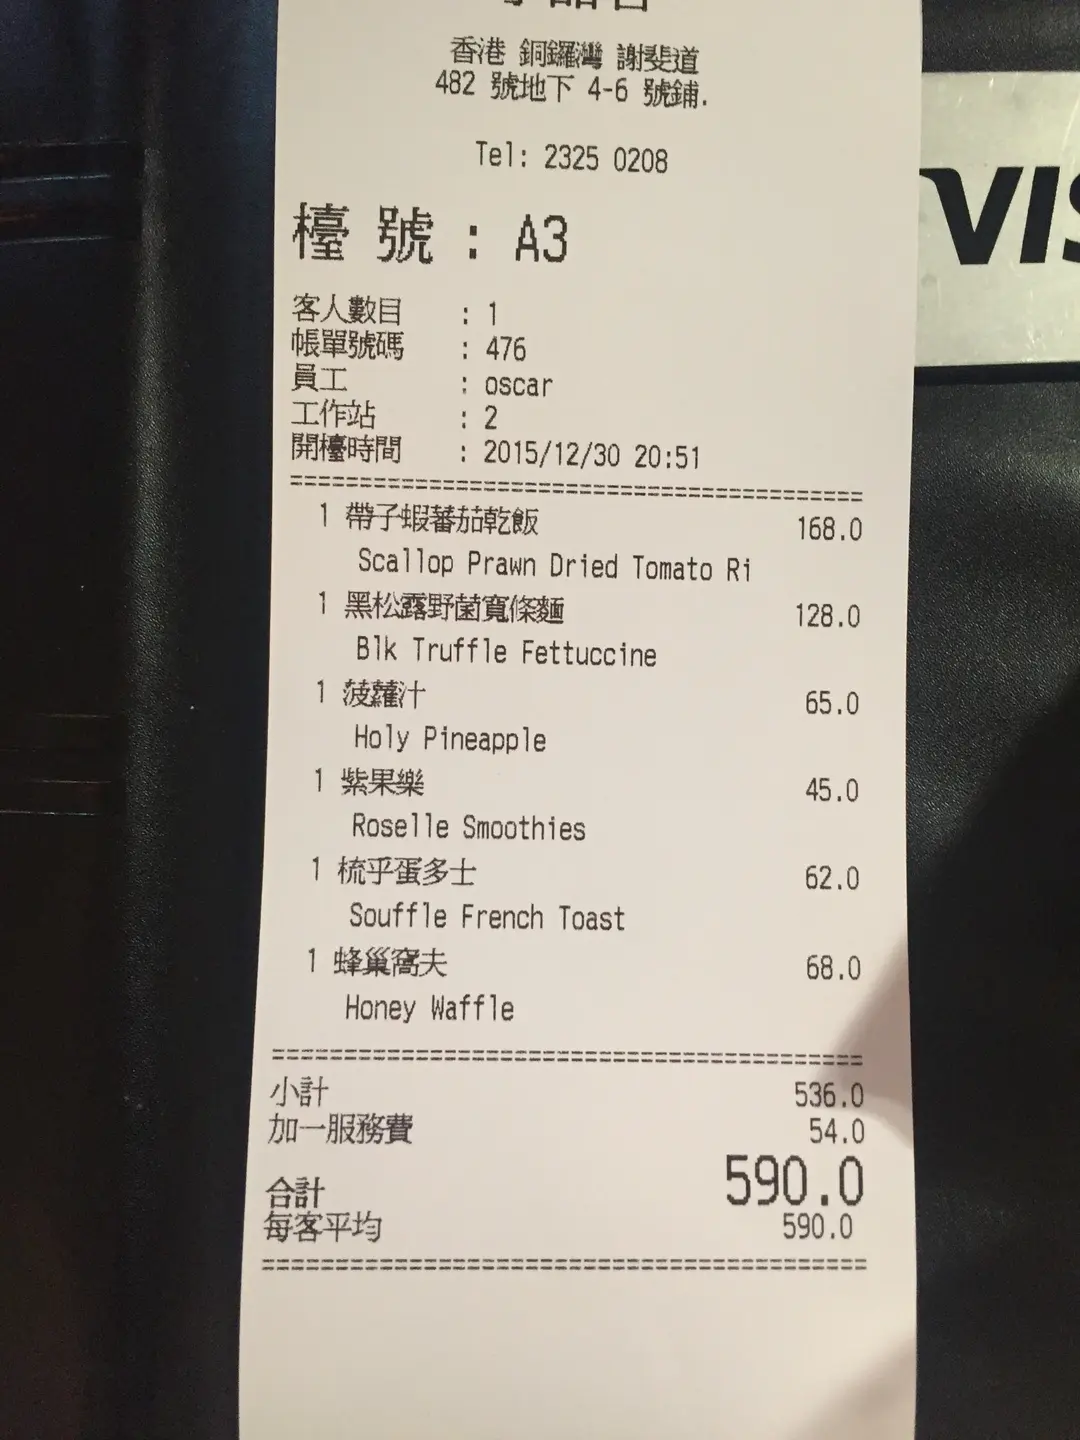 香港 銅鑼灣 謝斐道
482 號地下 4-6 號鋪.
Tel: 2325 0208
檯 號 : A3
客人數目 : 1
帳單號碼 : 476
員工 : oscar
工作站 : 2
開檯時間 : 2015/12/30 20:51
1 帶子蝦蕃茄乾飯 168.0
Scallop Prawn Dried Tomato Ri
1 黑松露野菌寬條麵 128.0
Blk Truffle Fettuccine
1 菠蘿汁 65.0
Holy Pineapple
1 紫果樂 45.0
Roselle Smoothies
1 梳乎蛋多士 62.0
Souffle French Toast
1 蜂巢窩夫 68.0
Honey Waffle
小計 536.0
加一服務費 54.0
合計 590.0
每客平均 590.0
VIS